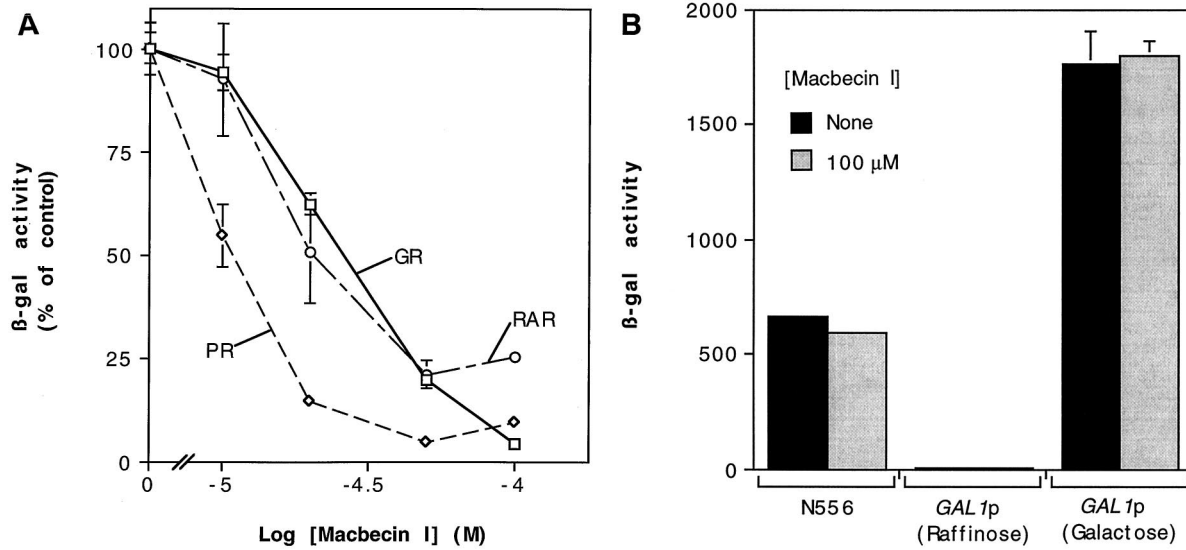 A
ß-gal activity
(% of control)
100
75
50
25
0
GR
RAR
PR
0
-5
-4.5
-4
Log [Macbecin I] (M)
B
ß-gal activity
2000
1500
1000
500
0
[Macbecin I]
None
100 µM
N556
GAL1p
(Raffinose)
GAL1p
(Galactose)